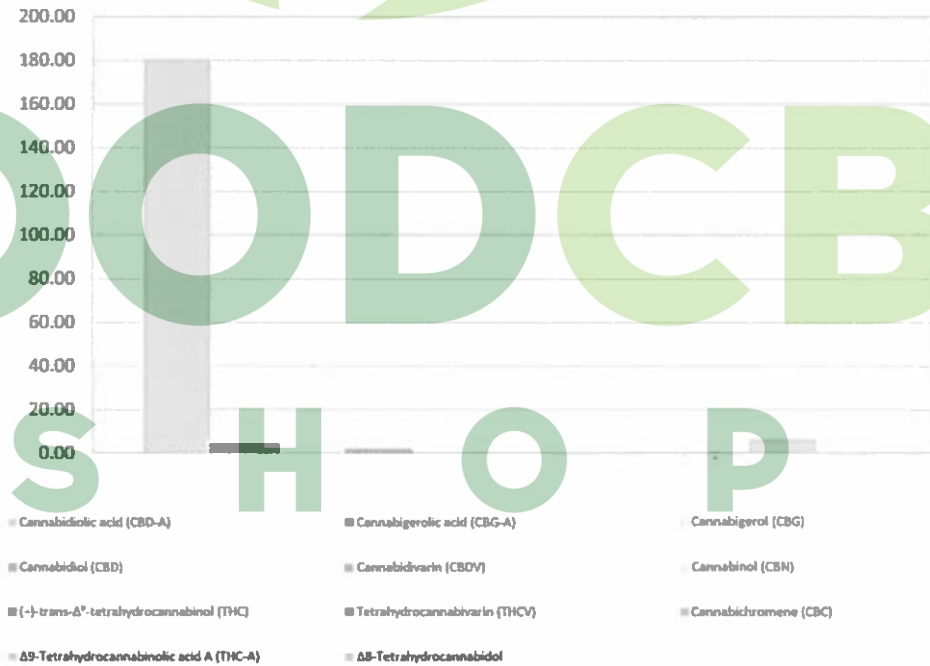 200.00
180.00
160.00
140.00
120.00
100.00
80.00
60.00
40.00
20.00
0.00
OODCB
SHOP
Cannabidiolic acid (CBD-A) Cannabigerolic acid (CBG-A) Cannabigerol (CBG)
Cannabidiol (CBD) Cannabidivarin (CBDV) Cannabinol (CBN)
(-)-trans-Δ⁹-tetrahydrocannabinol (THC) Tetrahydrocannabivarin (THCV) Cannabichromene (CBC)
Δ9-Tetrahydrocannabinolic acid A (THC-A) Δ8-Tetrahydrocannabidol